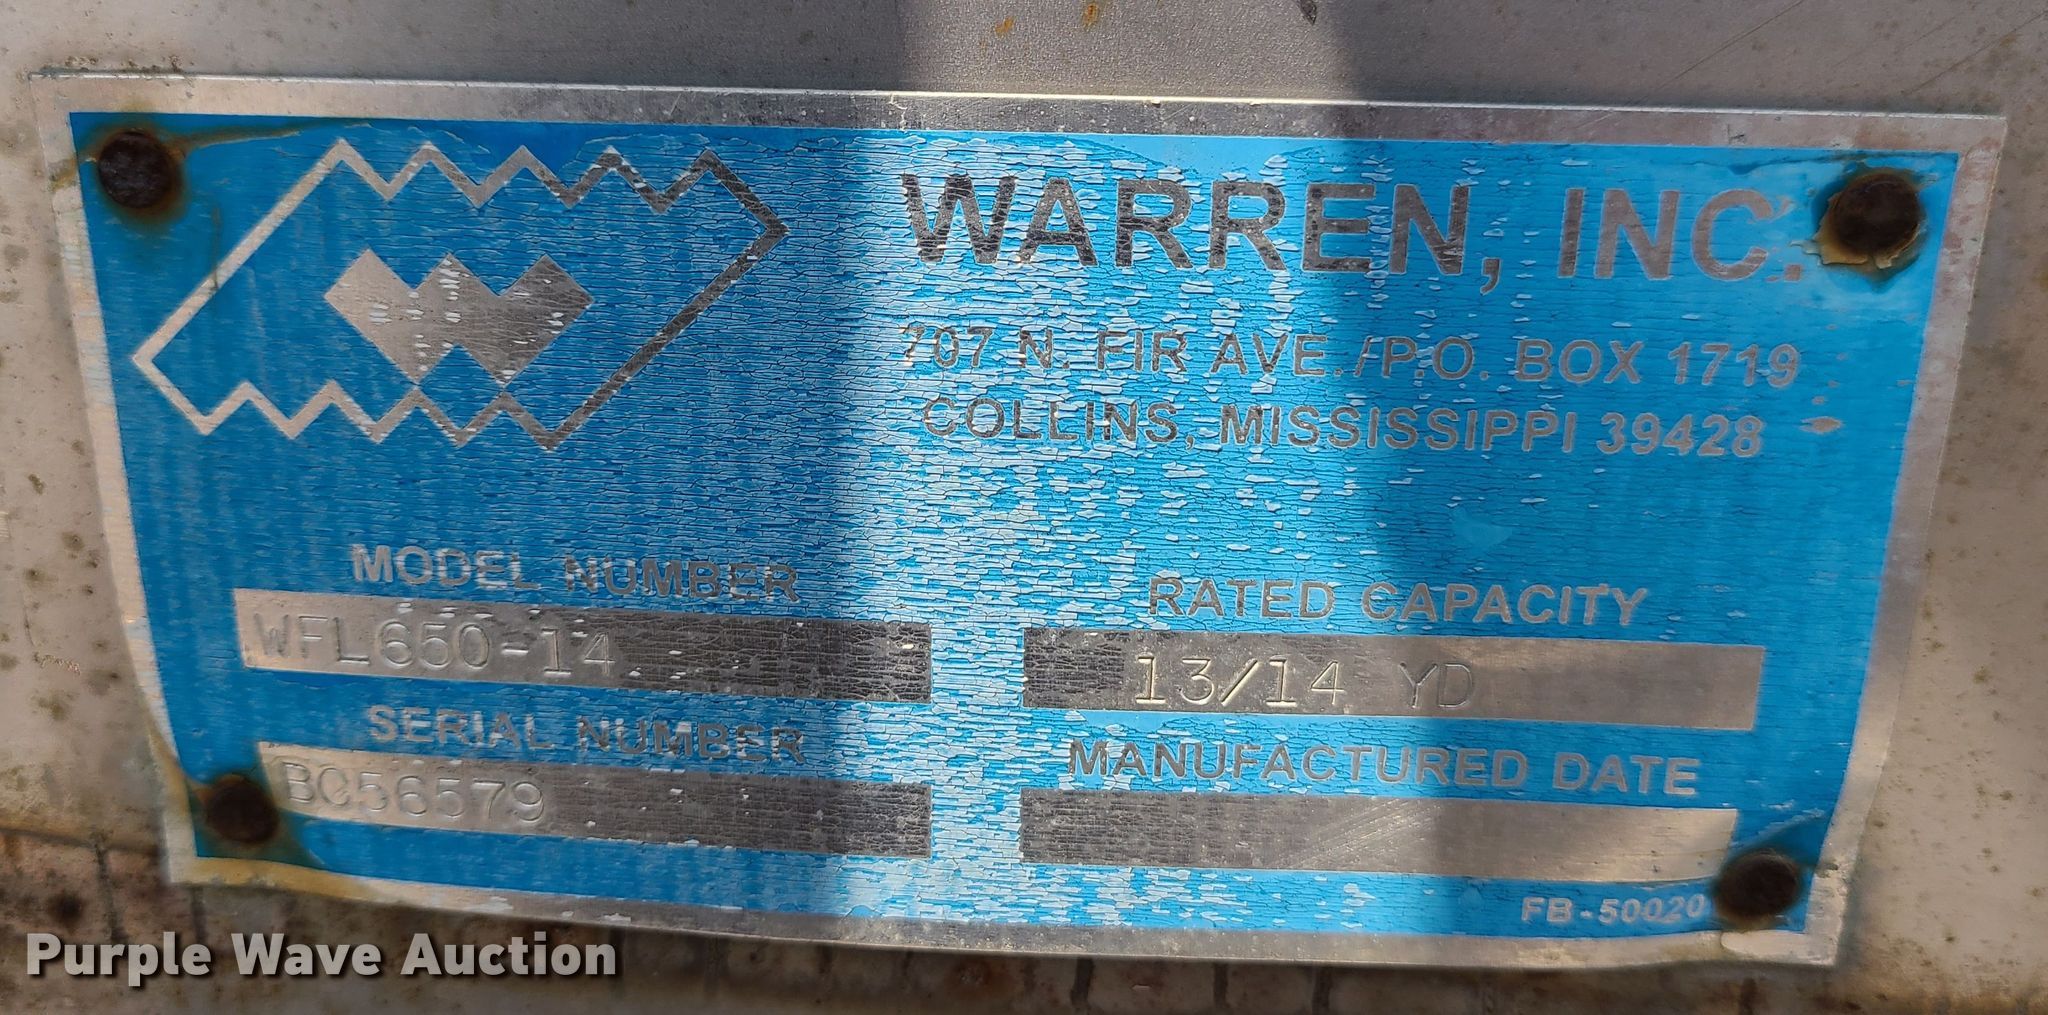 WARREN, INC.
707 N. FIR AVE./P.O. BOX 1719
COLLINS, MISSISSIPPI 39428
MODEL NUMBER
WFL650-14
RATED CAPACITY
13/14 YD
SERIAL NUMBER
BC56579
MANUFACTURED DATE
FB-50020
Purple Wave Auction